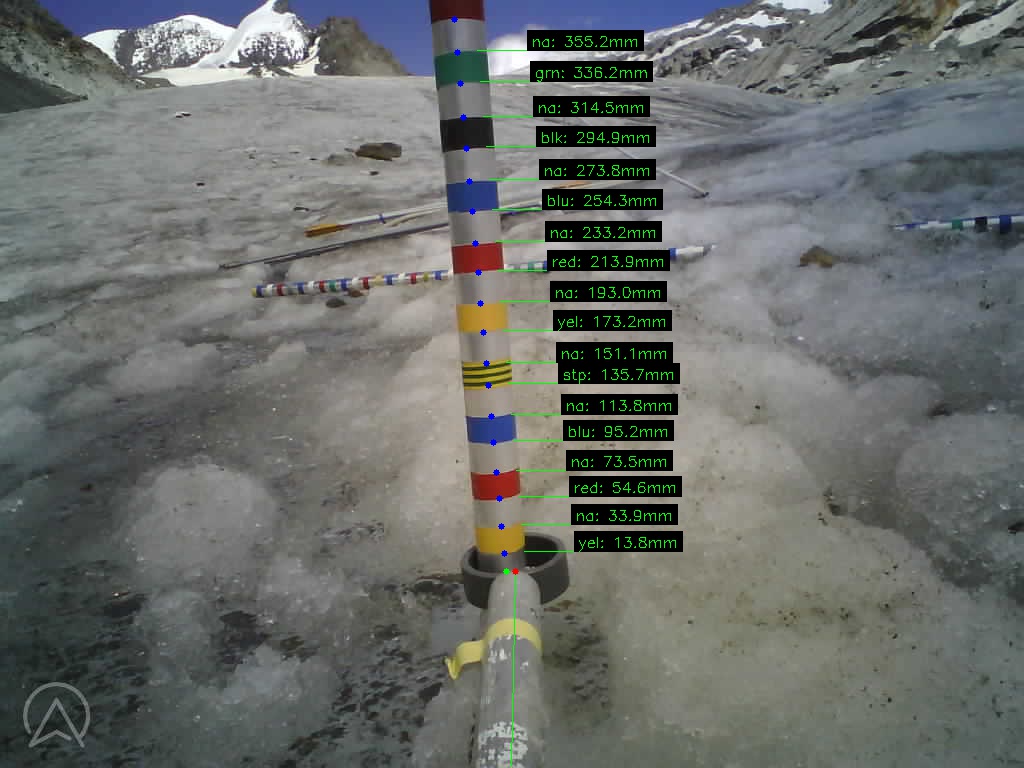 na: 355.2mm
grn: 336.2mm
na: 314.5mm
blk: 294.9mm
na: 273.8mm
blu: 254.3mm
na: 233.2mm
red: 213.9mm
na: 193.0mm
yel: 173.2mm
na: 151.1mm
stp: 135.7mm
na: 113.8mm
blu: 95.2mm
na: 73.5mm
red: 54.6mm
na: 33.9mm
yel: 13.8mm